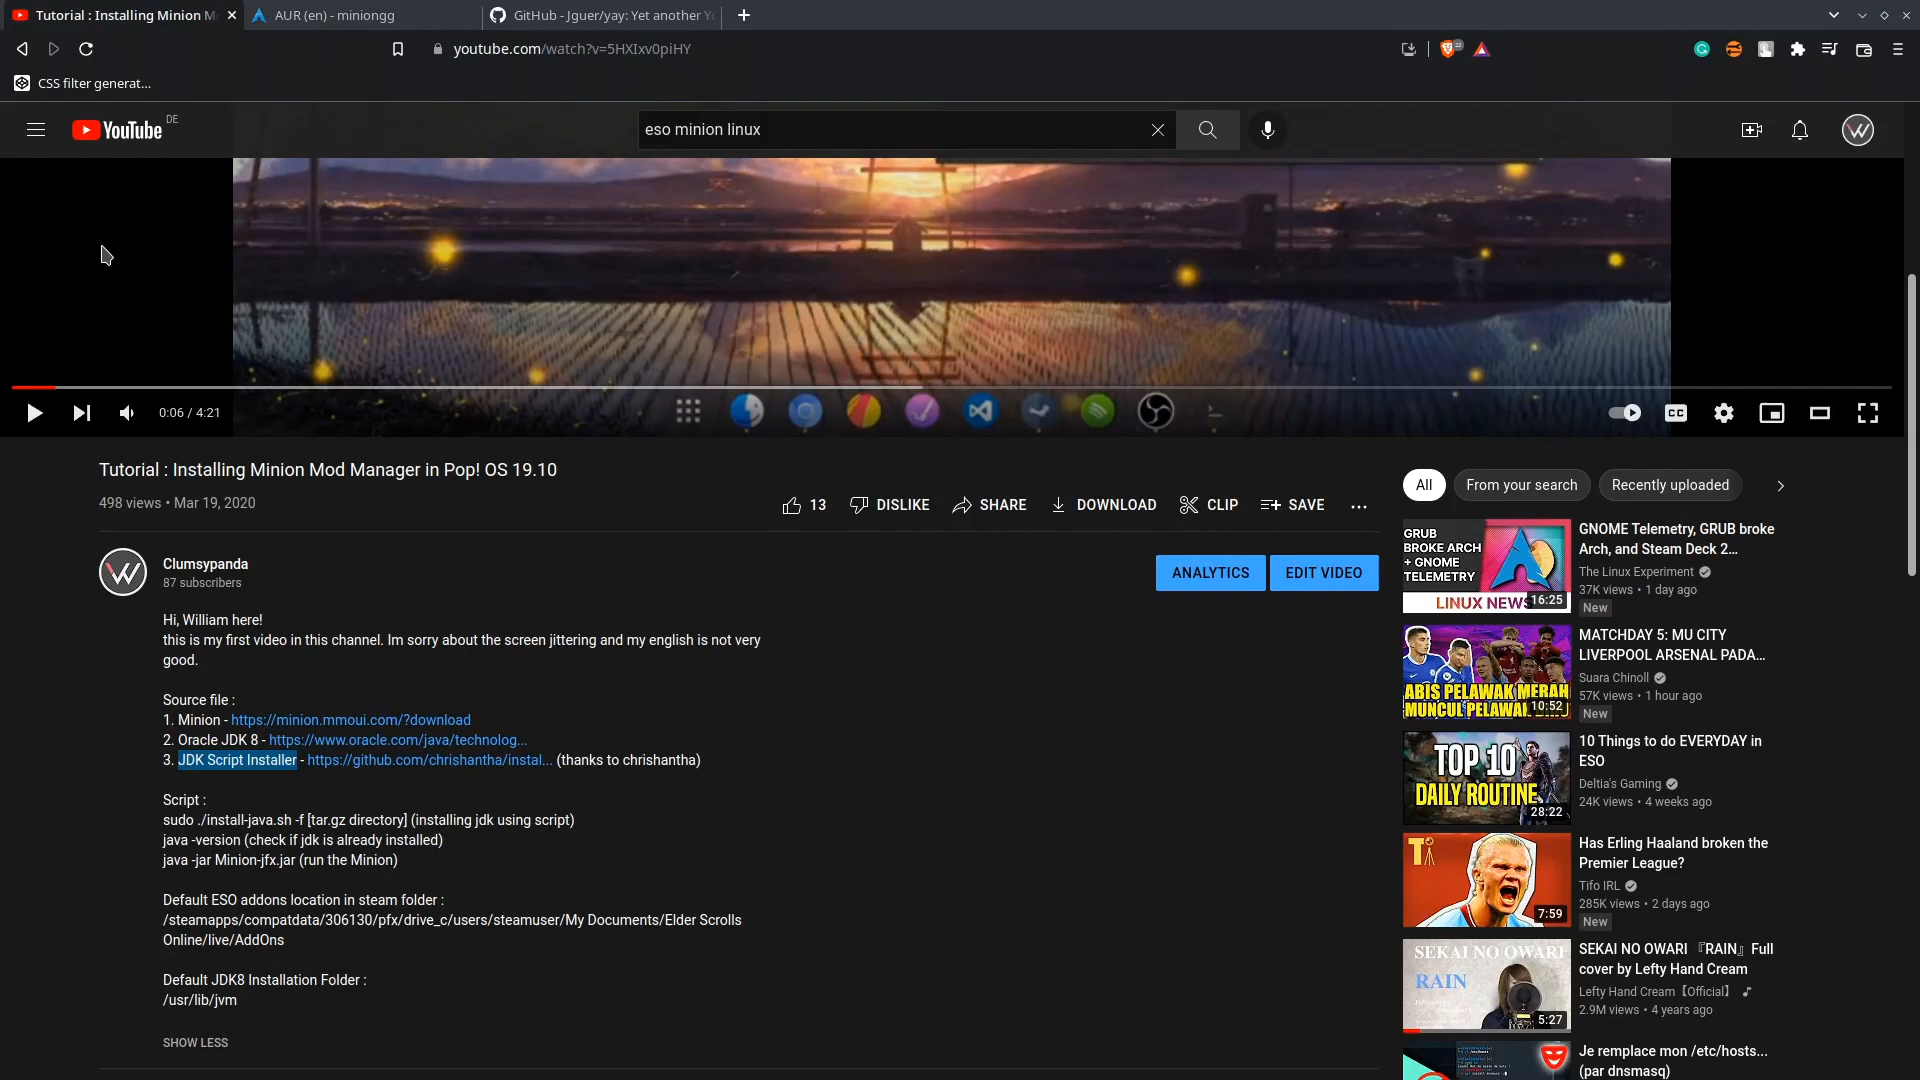 Tutorial : Installing Minion M
AUR (en) - miniongg
GitHub - Jguer/yay: Yet another Yo
youtube.com/watch?v=5HXIxv0piHY
22
CSS filter generat...
YouTube DE
eso minion linux
0:06 / 4:21
CC
Tutorial : Installing Minion Mod Manager in Pop! OS 19.10
498 views • Mar 19, 2020
13 DISLIKE SHARE DOWNLOAD CLIP SAVE ...
Clumsypanda
87 subscribers
ANALYTICS
EDIT VIDEO
Hi, William here!
this is my first video in this channel. Im sorry about the screen jittering and my english is not very
good.
Source file :
1. Minion - https://minion.mmoui.com/?download
2. Oracle JDK 8 - https://www.oracle.com/java/technolog...
3. JDK Script Installer - https://github.com/chrishantha/instal... (thanks to chrishantha)
Script :
sudo ./install-java.sh -f [tar.gz directory] (installing jdk using script)
java -version (check if jdk is already installed)
java -jar Minion-jfx.jar (run the Minion)
Default ESO addons location in steam folder :
/steamapps/compatdata/306130/pfx/drive_c/users/steamuser/My Documents/Elder Scrolls
Online/live/AddOns
Default JDK8 Installation Folder :
/usr/lib/jvm
SHOW LESS
All
From your search
Recently uploaded
GRUB
BROKE ARCH
+ GNOME
TELEMETRY
LINUX NEWS
16:25
GNOME Telemetry, GRUB broke
Arch, and Steam Deck 2...
The Linux Experiment
37K views • 1 day ago
New
ABIS PELAWAK MERAH
MUNCUL PELAWAK
10:52
MATCHDAY 5: MU CITY
LIVERPOOL ARSENAL PADA...
Suara Chinoll
57K views • 1 hour ago
New
TOP 10
DAILY ROUTINE
28:22
10 Things to do EVERYDAY in
ESO
Deltia's Gaming
24K views • 4 weeks ago
7:59
Has Erling Haaland broken the
Premier League?
Tifo IRL
285K views • 2 days ago
New
SEKAI NO OWARI
RAIN
5:27
SEKAI NO OWARI 『RAIN』 Full
cover by Lefty Hand Cream
Lefty Hand Cream【Official】
2.9M views • 4 years ago
Je remplace mon /etc/hosts...
(par dnsmasq)